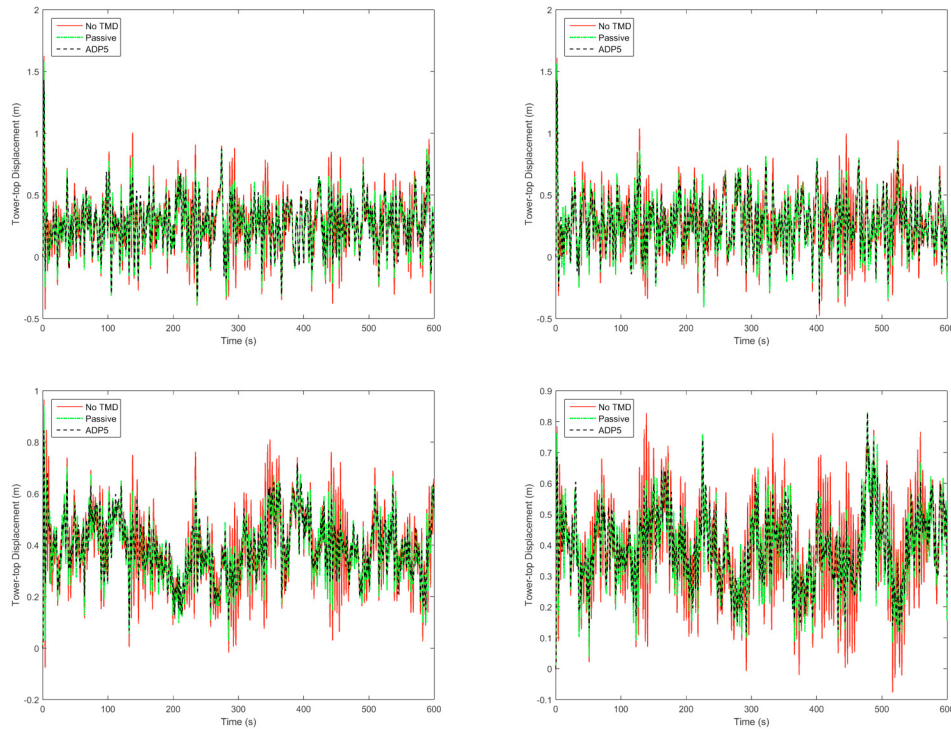 2
1.5
1
0.5
0
-0.5
Tower-top Displacement (m)
No TMD
Passive
ADP5
0 100 200 300 400 500 600
Time (s)
2
1.5
1
0.5
0
-0.5
Tower-top Displacement (m)
No TMD
Passive
ADP5
0 100 200 300 400 500 600
Time (s)
1
0.8
0.6
0.4
0.2
0
-0.2
Tower-top Displacement (m)
No TMD
Passive
ADP5
0 100 200 300 400 500 600
Time (s)
0.9
0.8
0.7
0.6
0.5
0.4
0.3
0.2
0.1
0
-0.1
Tower-top Displacement (m)
No TMD
Passive
ADP5
0 100 200 300 400 500 600
Time (s)